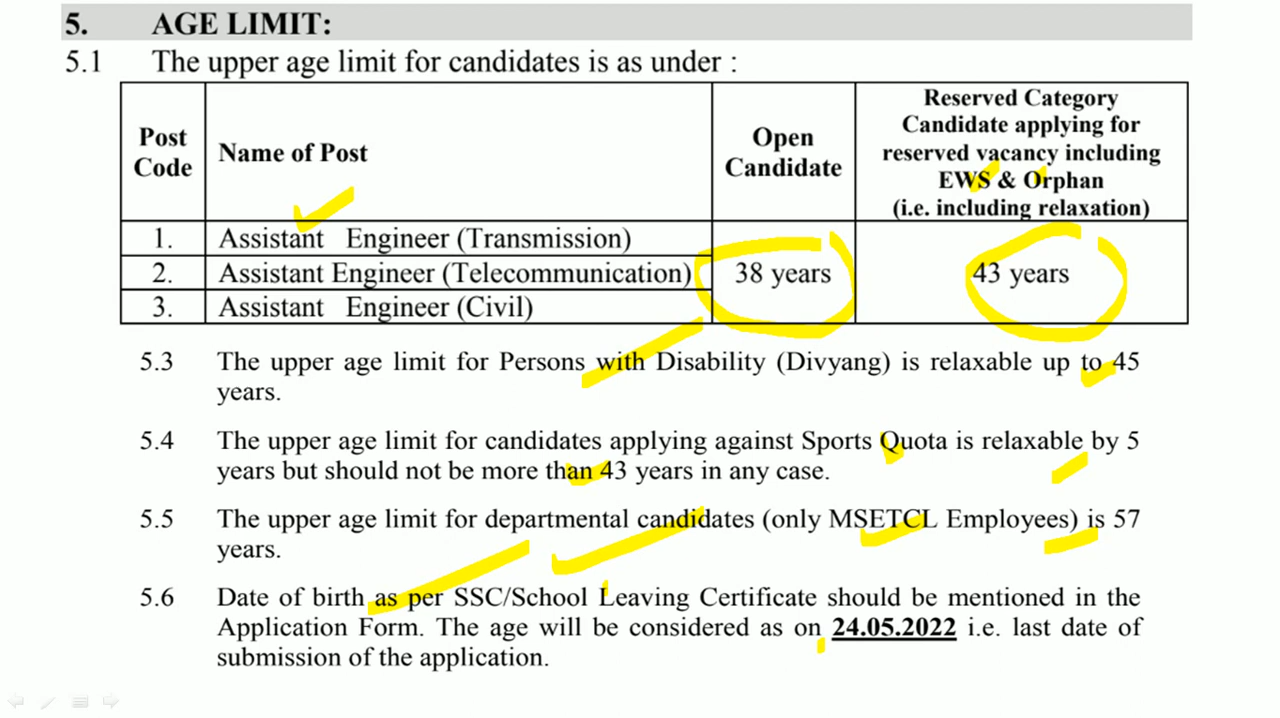 5. AGE LIMIT:
5.1 The upper age limit for candidates is as under :
Post Code
Name of Post
Open Candidate
Reserved Category
Candidate applying for
reserved vacancy including
EWS & Orphan
(i.e. including relaxation)
1. Assistant Engineer (Transmission)
2. Assistant Engineer (Telecommunication) 38 years 43 years
3. Assistant Engineer (Civil)
5.3 The upper age limit for Persons with Disability (Divyang) is relaxable up to 45
years.
5.4 The upper age limit for candidates applying against Sports Quota is relaxable by 5
years but should not be more than 43 years in any case.
5.5 The upper age limit for departmental candidates (only MSETCL Employees) is 57
years.
5.6 Date of birth as per SSC/School Leaving Certificate should be mentioned in the
Application Form. The age will be considered as on 24.05.2022 i.e. last date of
submission of the application.